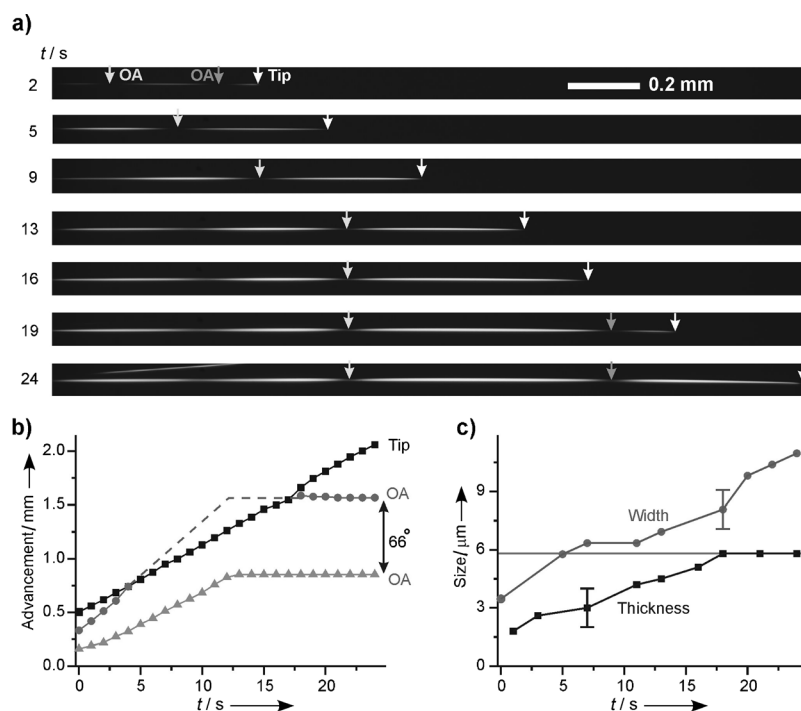 a)
t / s
2
OA
OA
Tip
0.2 mm
5
9
13
16
19
24
b)
Advancement/mm
2.0
1.5
1.0
0.5
0.0
0
5
10
15
20
t / s
Tip
OA
66°
OA
c)
Size/µm
9
6
3
0
0
5
10
15
20
t / s
Width
Thickness